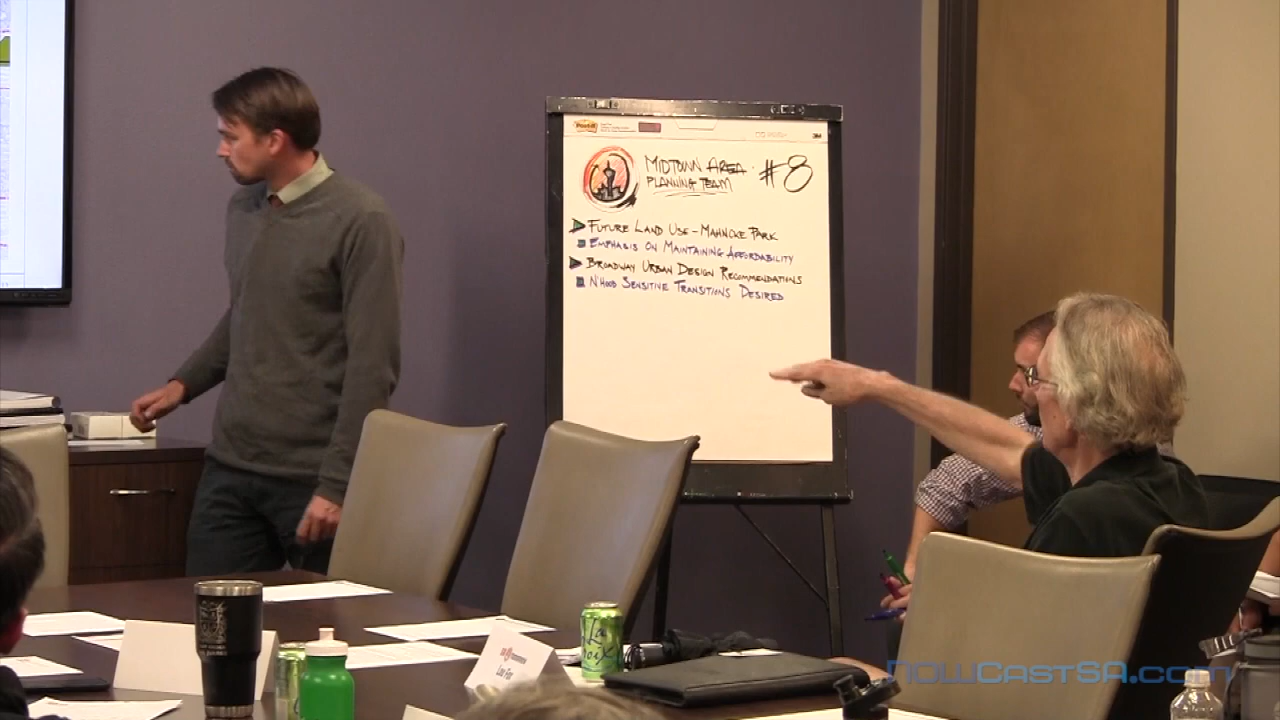 Post-it
3M
MIDTOWN AREA
PLANNING TEAM
#8
FUTURE LAND USE - MAHNCKE PARK
EMPHASIS ON MAINTAINING AFFORDABILITY
BROADWAY URBAN DESIGN RECOMMENDATIONS
N'HOOD SENSITIVE TRANSITIONS DESIRED
La
Croix
NOWCastSA.com